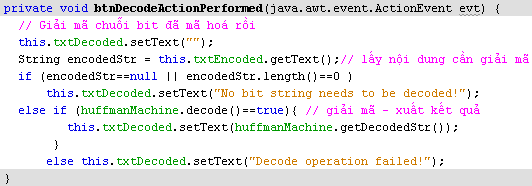 private void btnDecodeActionPerformed(java.awt.event.ActionEvent evt) {
// Giải mã chuỗi bit đã mã hoá rồi
this.txtDecoded.setText("");
String encodedStr = this.txtEncoded.getText();// lấy nội dung cần giải mã
if (encodedStr==null || encodedStr.length()==0 )
this.txtDecoded.setText("No bit string needs to be decoded!");
else if (huffmanMachine.decode()==true){ // giải mã - xuất kết quả
this.txtDecoded.setText(huffmanMachine.getDecodedStr());
}
else this.txtDecoded.setText("Decode operation failed!");
}